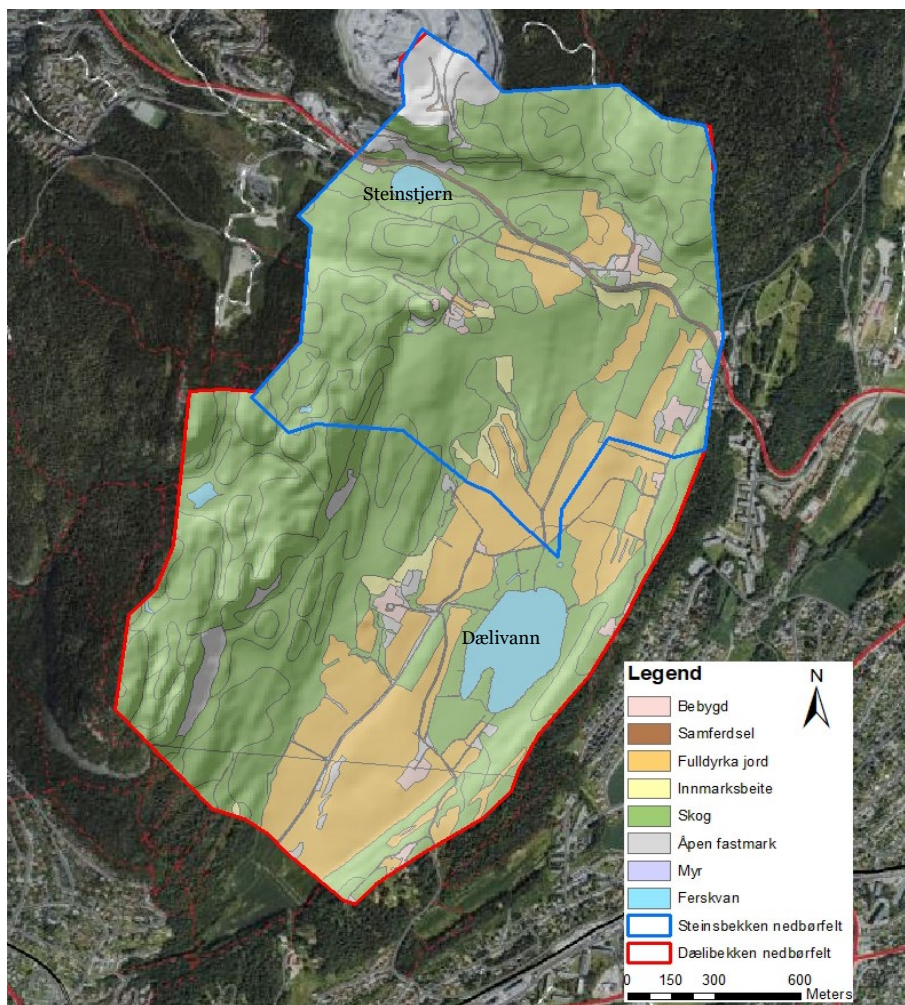 Steinstjern
Dælivann
Legend
N
Bebygd
Samferdsel
Fulldyrka jord
Innmarksbeite
Skog
Åpen fastmark
Myr
Ferskvan
Steinsbekken nedbørfelt
Dælibekken nedbørfelt
0 150 300 600
Meters